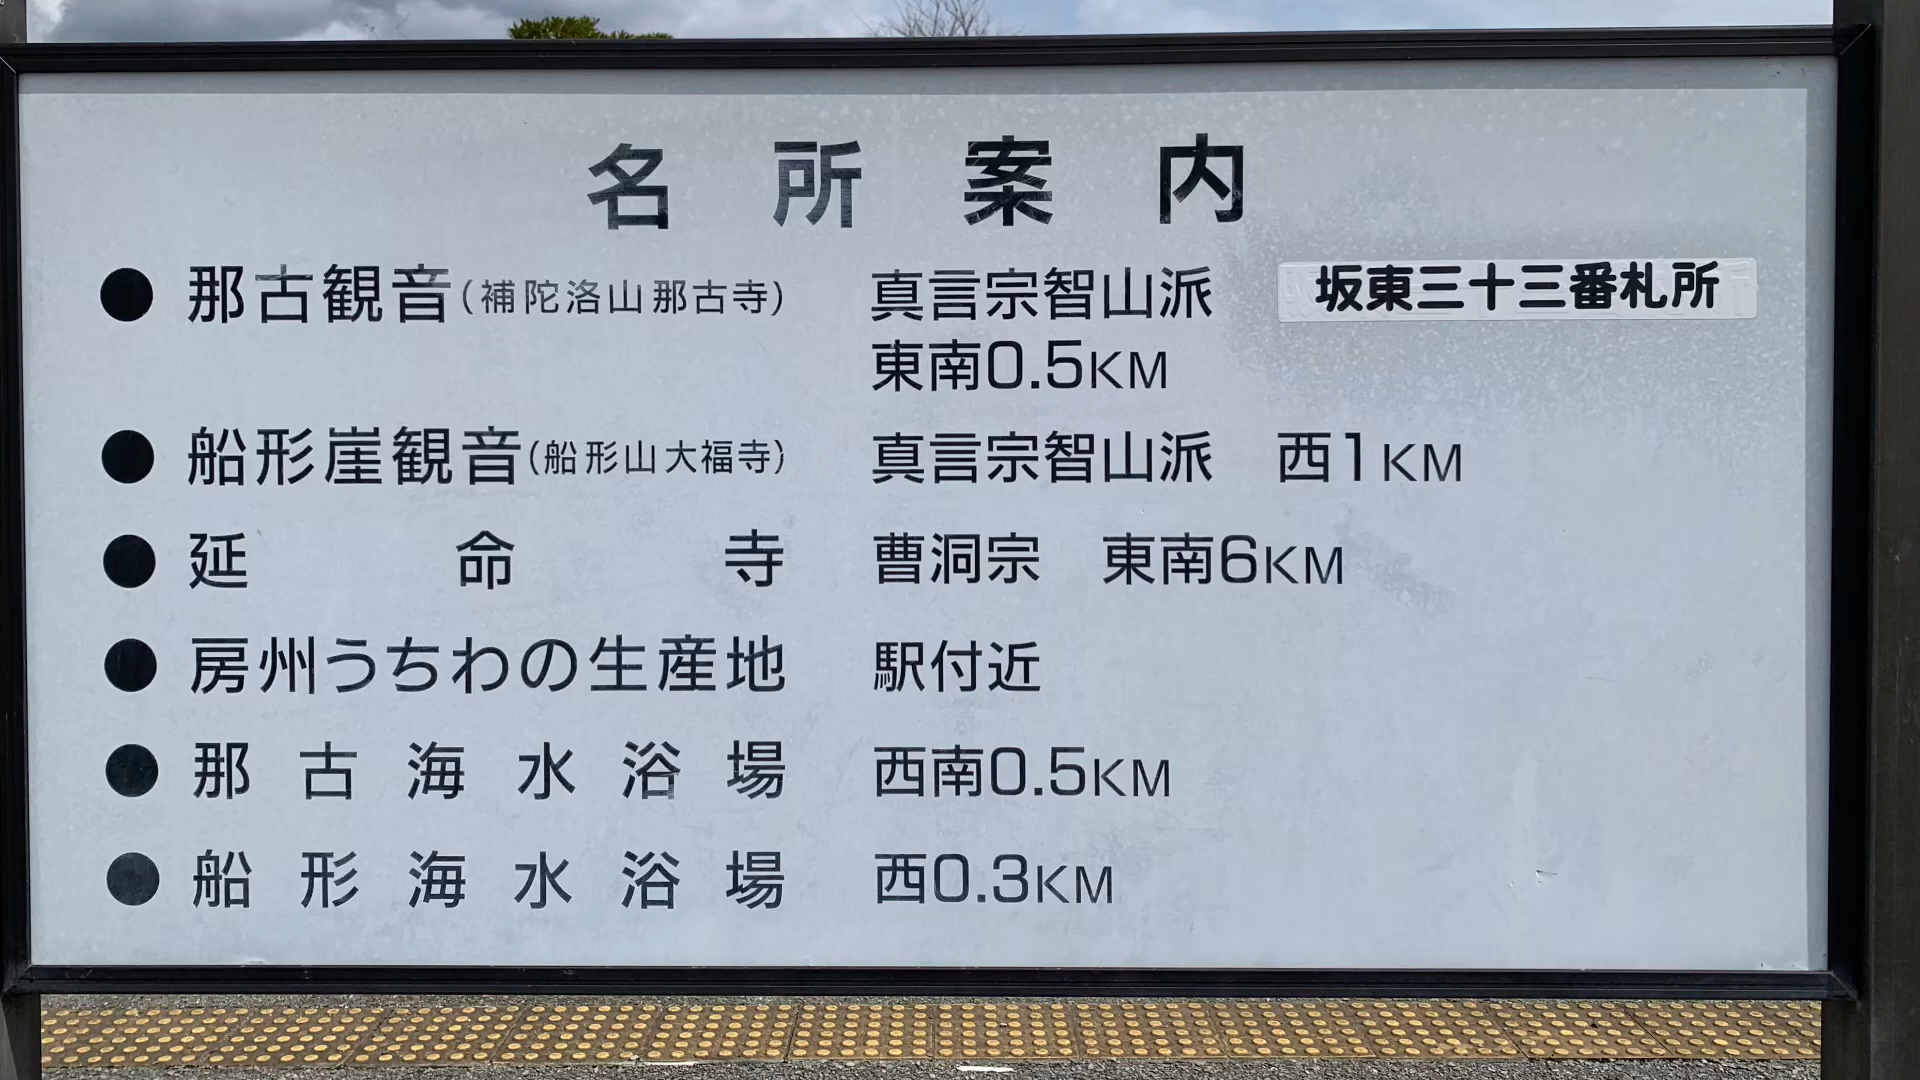 名所案内
●那古観音(補陀洛山那古寺) 真言宗智山派 坂東三十三番札所
東南0.5KM
●船形崖観音(船形山大福寺) 真言宗智山派 西1KM
●延命寺 曹洞宗 東南6KM
●房州うちわの生産地 駅付近
●那古海水浴場 西南0.5KM
●船形海水浴場 西0.3KM